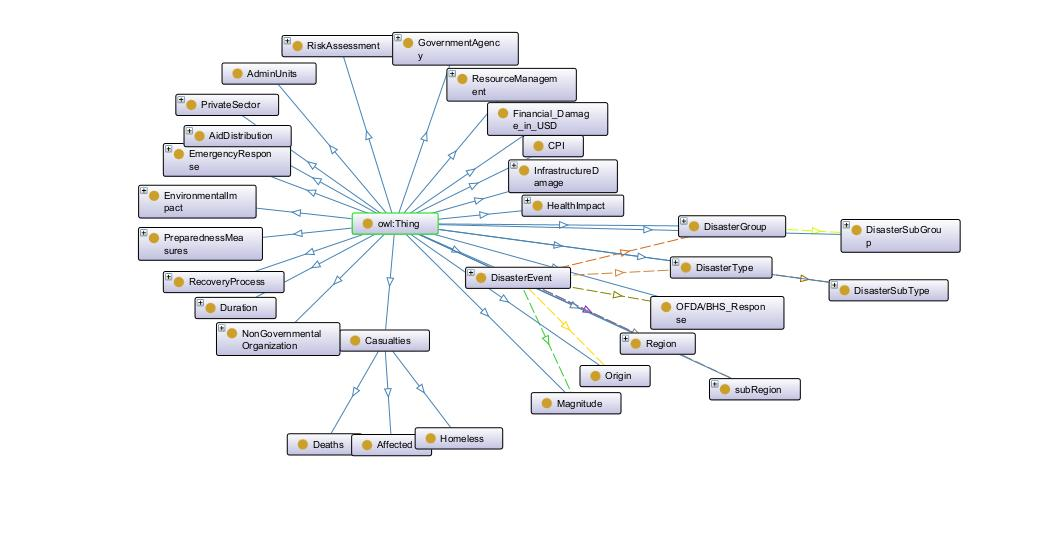 RiskAssessment
GovernmentAgenc
y
AdminUnits
ResourceManagem
ent
PrivateSector
Financial_Damag
e_in_USD
AidDistribution
CPI
EmergencyRespon
se
InfrastructureD
amage
EnvironmentalIm
pact
HealthImpact
owl:Thing
DisasterGroup
DisasterSubGrou
p
PreparednessMea
sures
DisasterType
RecoveryProcess
DisasterEvent
DisasterSubType
Duration
OFDA/BHS_Respon
se
NonGovernmental
Organization
Casualties
Region
Origin
subRegion
Magnitude
Deaths
Affected
Homeless